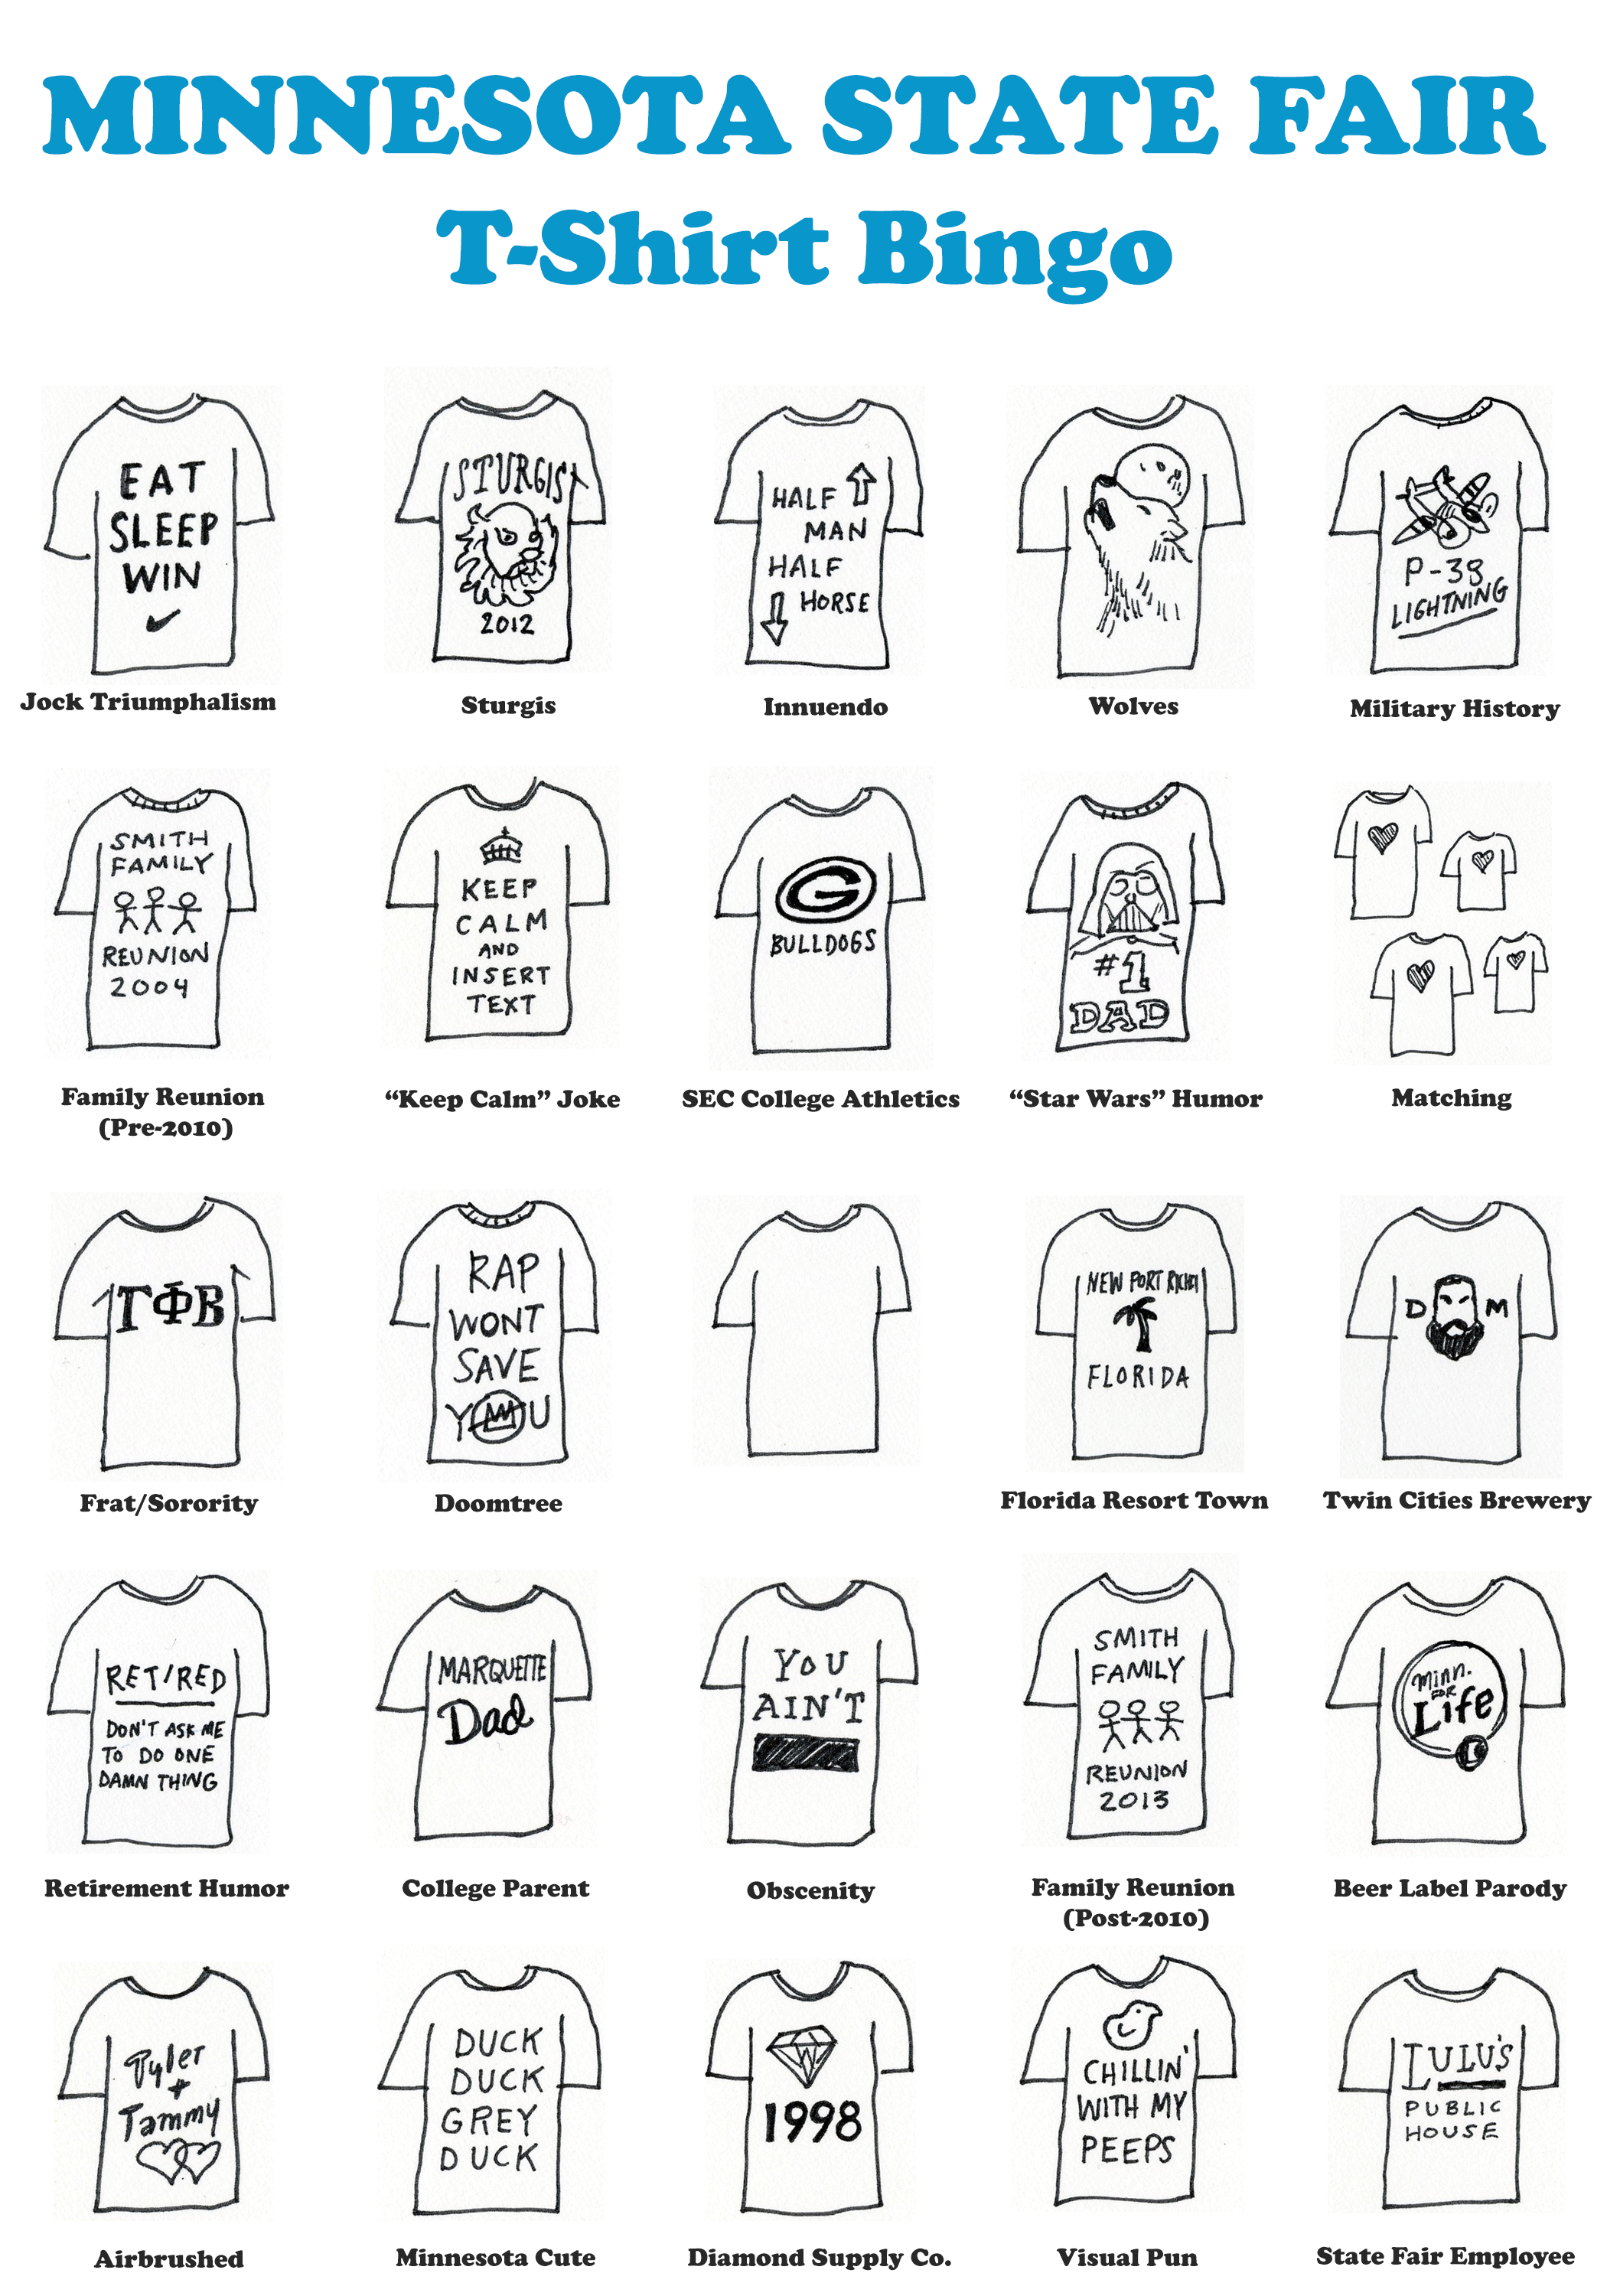 MINNESOTA STATE FAIR
T-Shirt Bingo
EAT
SLEEP
WIN
Jock Triumphalism
STURGIS
2012
Sturgis
HALF
MAN
HALF
HORSE
Innuendo
Wolves
P-38
LIGHTNING
Military History
SMITH
FAMILY
REUNION
2004
Family Reunion
(Pre-2010)
KEEP
CALM
AND
INSERT
TEXT
“Keep Calm” Joke
G
BULLDOGS
SEC College Athletics
#1
DAD
“Star Wars” Humor
Matching
ΤΦΒ
Frat/Sorority
RAP
WONT
SAVE
YOU
Doomtree
NEW PORT RICHEY
FLORIDA
Florida Resort Town
D M
Twin Cities Brewery
RETIRED
DON'T ASK ME
TO DO ONE
DAMN THING
Retirement Humor
MARQUETTE
Dad
College Parent
YOU
AIN'T
Obscenity
SMITH
FAMILY
REUNION
2013
Family Reunion
(Post-2010)
Minn.
FOR
Life
L
Beer Label Parody
Tyler
+
Tammy
Airbrushed
DUCK
DUCK
GREY
DUCK
Minnesota Cute
1998
Diamond Supply Co.
CHILLIN'
WITH MY
PEEPS
Visual Pun
LULU'S
PUBLIC
HOUSE
State Fair Employee